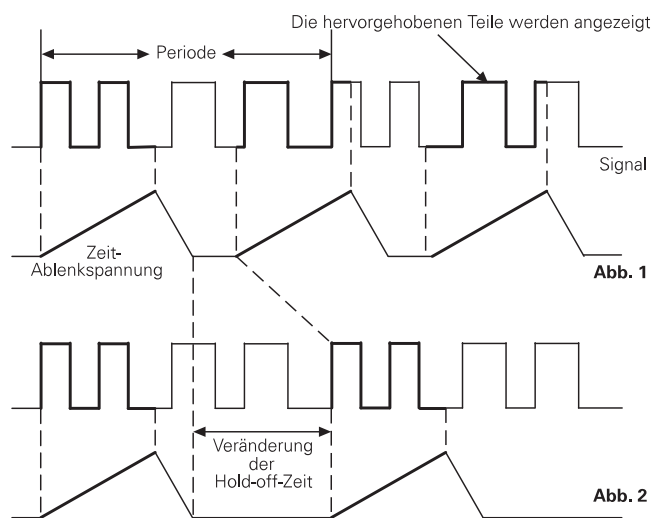 Die hervorgehobenen Teile werden angezeigt
Periode
Signal
Zeit-
Ablenkspannung
Abb. 1
Veränderung
der
Hold-off-Zeit
Abb. 2